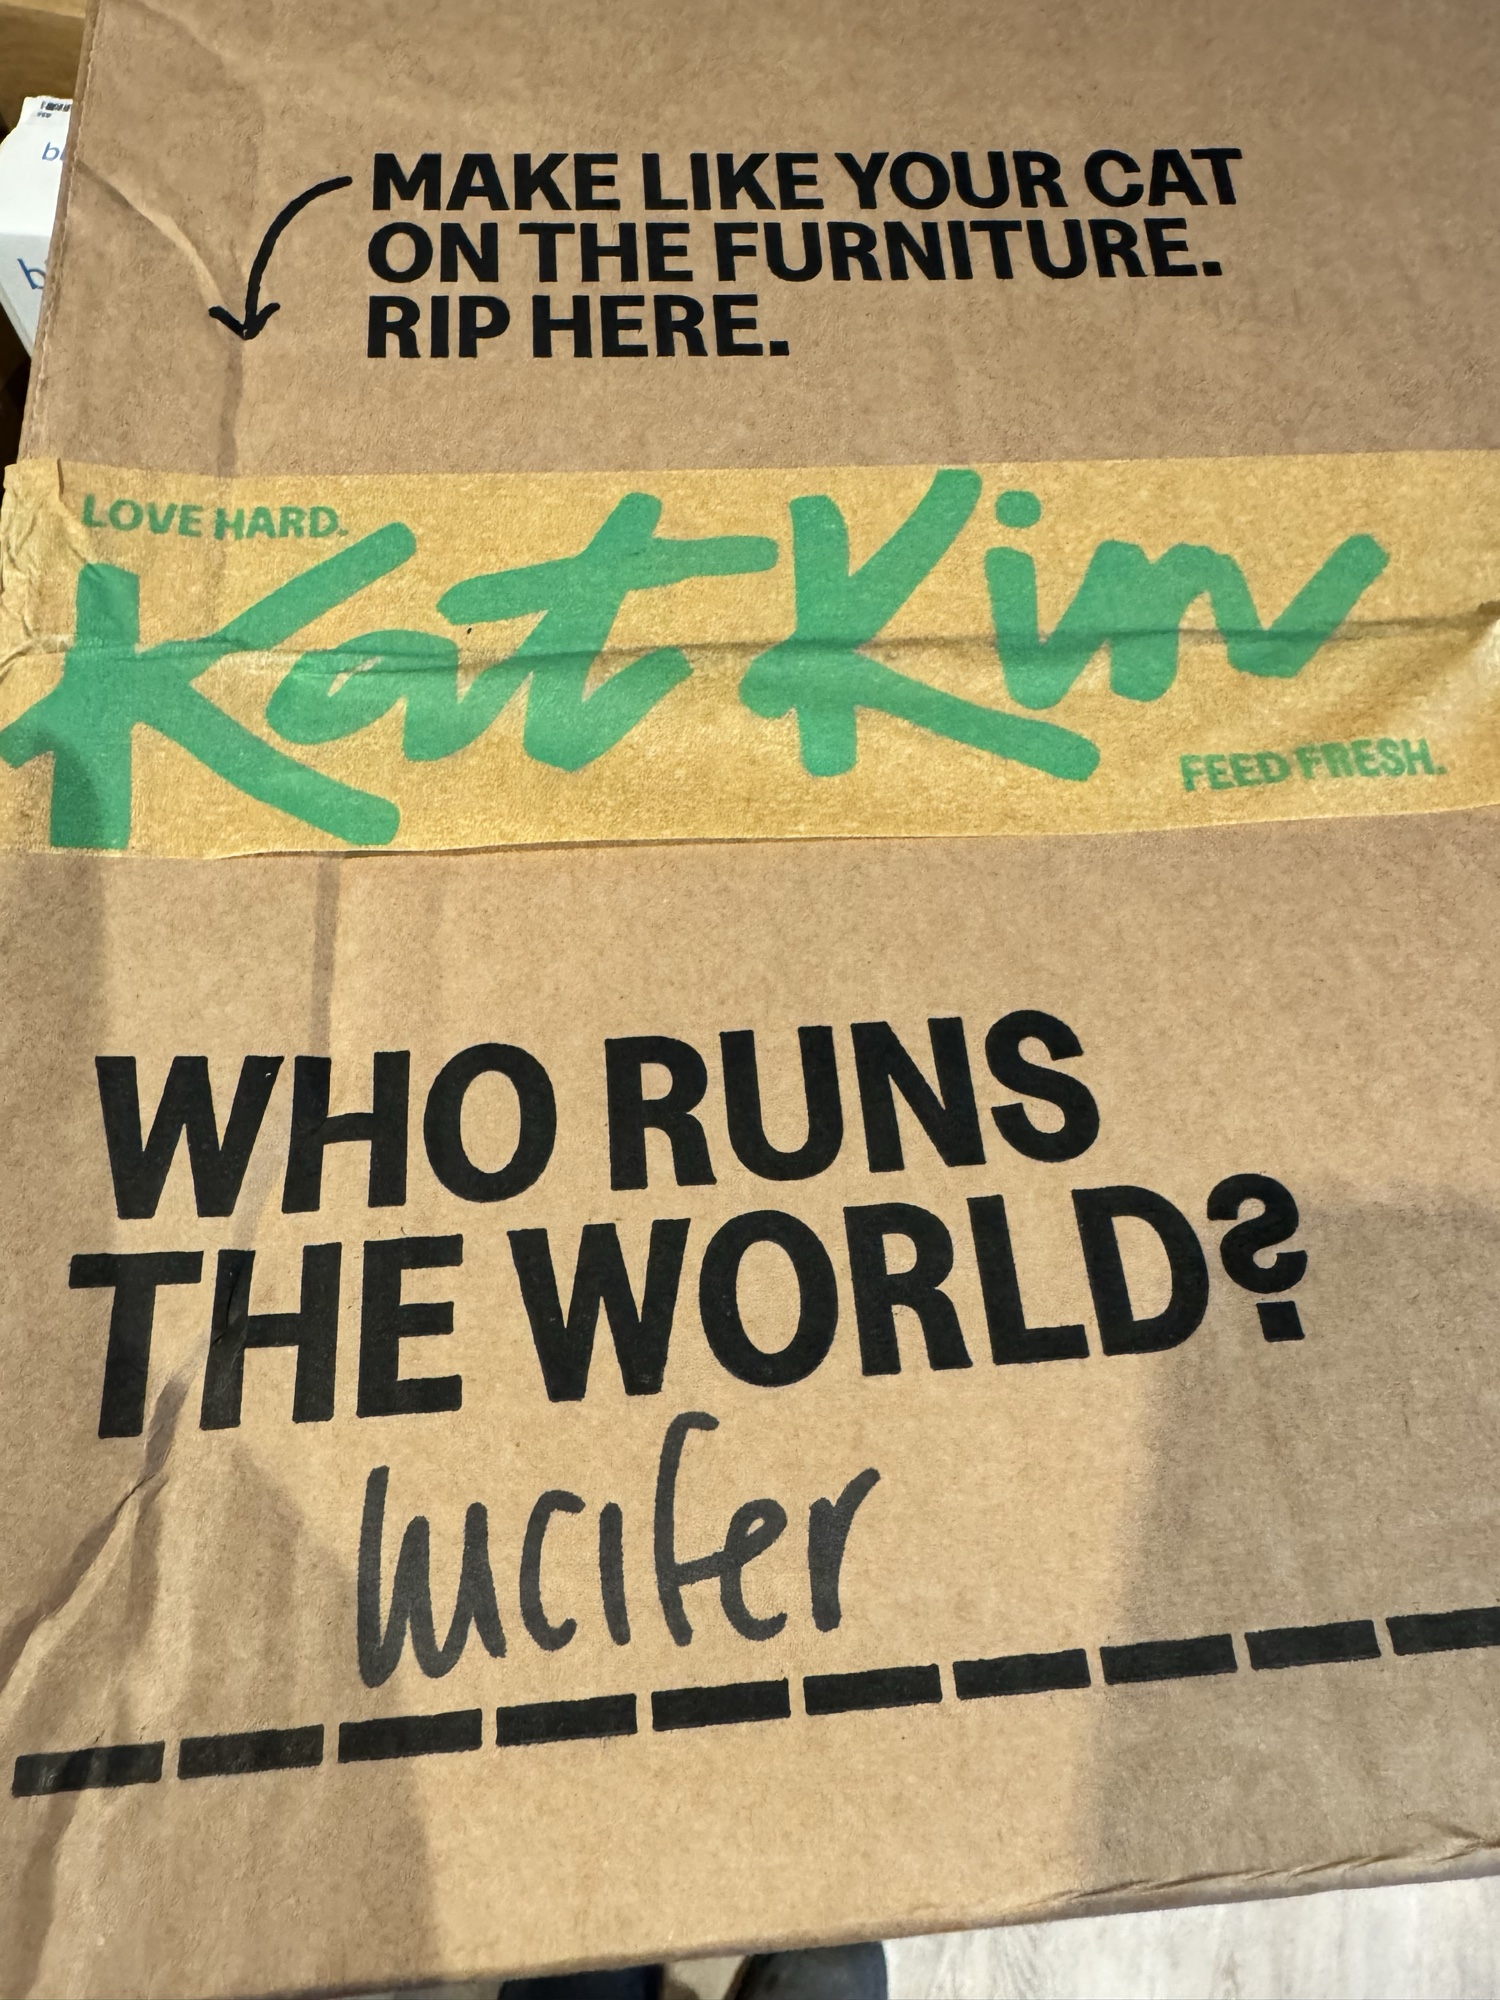 MAKE LIKE YOUR CAT
ON THE FURNITURE.
RIP HERE.
LOVE HARD.
KatKin
FEED FRESH.
WHO RUNS
THE WORLD?
lucifer